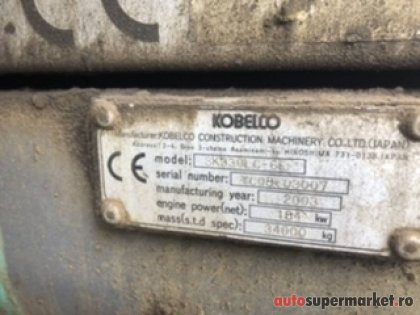 KOBELCO
manufacturer: KOBELCO CONSTRUCTION MACHINERY CO., LTD. (JAPAN)
CE
model:
serial number:
manufacturing year: 2003
engine power(net): 184 kw
mass(s.t.d spec): 34000 kg
autosupermarket.ro